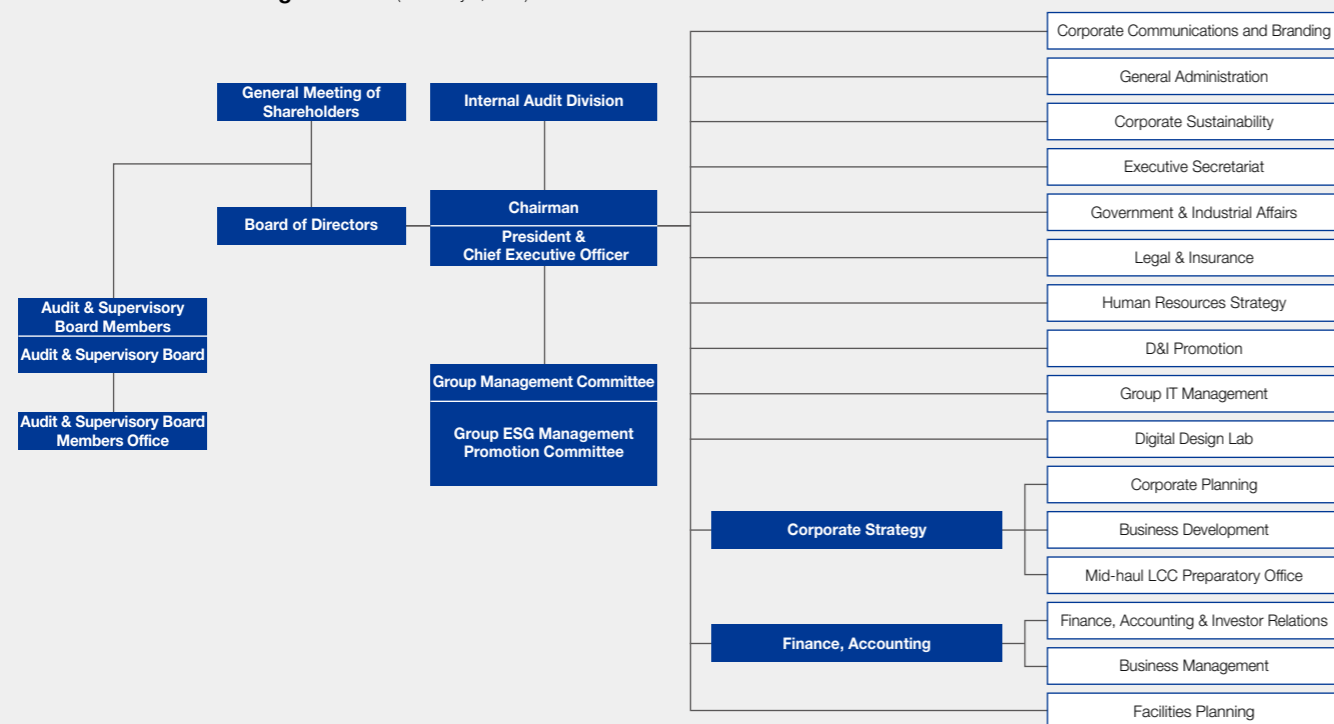 Corporate Communications and Branding
General Administration
Corporate Sustainability
Executive Secretariat
Government & Industrial Affairs
Legal & Insurance
Human Resources Strategy
D&I Promotion
Group IT Management
Digital Design Lab
Corporate Planning
Business Development
Mid-haul LCC Preparatory Office
Finance, Accounting & Investor Relations
Business Management
Facilities Planning
General Meeting of
Shareholders
Internal Audit Division
Board of Directors
Chairman
President &
Chief Executive Officer
Audit & Supervisory
Board Members
Audit & Supervisory Board
Audit & Supervisory Board
Members Office
Group Management Committee
Group ESG Management
Promotion Committee
Corporate Strategy
Finance, Accounting